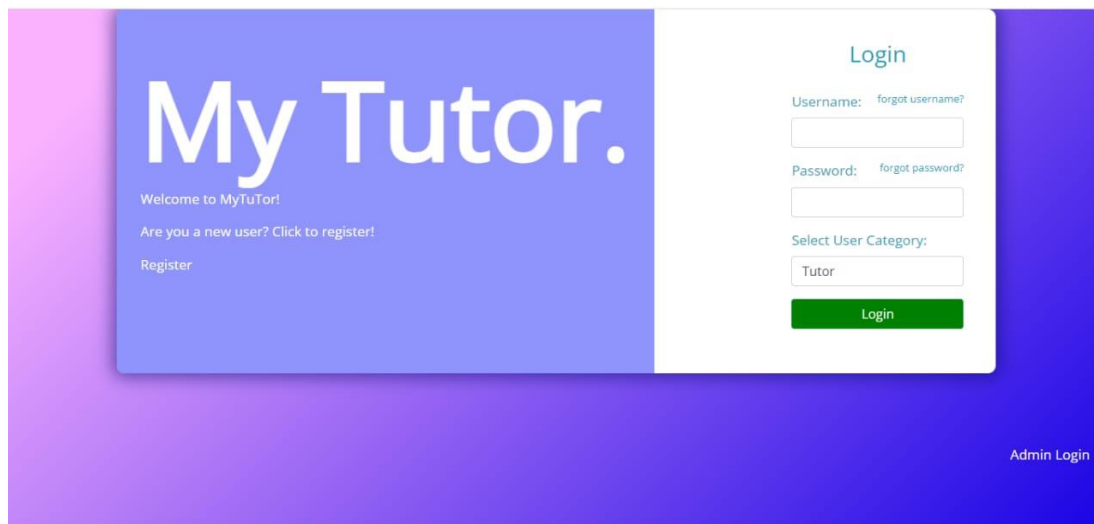 My Tutor.
Welcome to MyTuTor!
Are you a new user? Click to register!
Register
Login
Username: forgot username?
Password: forgot password?
Select User Category:
Tutor
Login
Admin Login